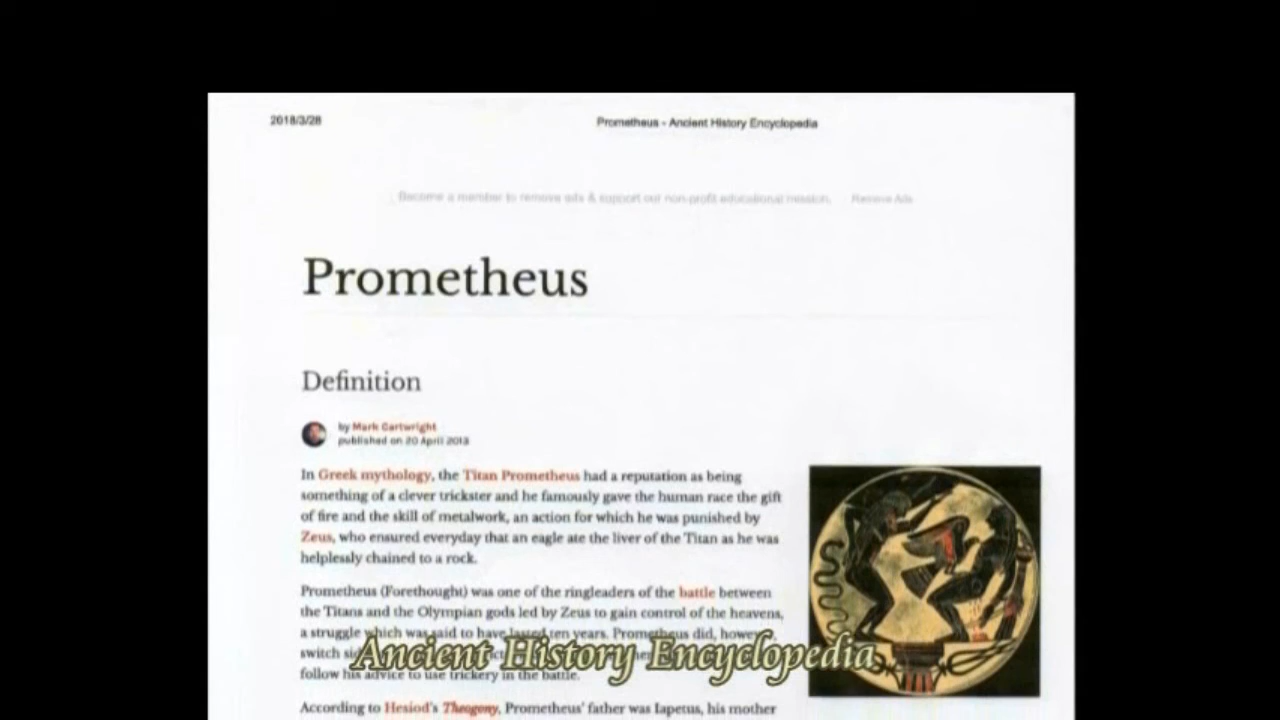 2018/3/28
Prometheus - Ancient History Encyclopedia
Become a member to remove ads & support our non-profit educational mission. Remove Ads
Prometheus
Definition
by Mark Cartwright
published on 20 April 2013
In Greek mythology, the Titan Prometheus had a reputation as being
something of a clever trickster and he famously gave the human race the gift
of fire and the skill of metalwork, an action for which he was punished by
Zeus, who ensured everyday that an eagle ate the liver of the Titan as he was
helplessly chained to a rock.
Prometheus (Forethought) was one of the ringleaders of the battle between
the Titans and the Olympian gods led by Zeus to gain control of the heavens,
a struggle which was said to have lasted ten years. Prometheus did, however,
switch
follow his advice to use trickery in the battle.
Ancient History Encyclopedia
According to Hesiod's Theogony, Prometheus' father was Iapetus, his mother